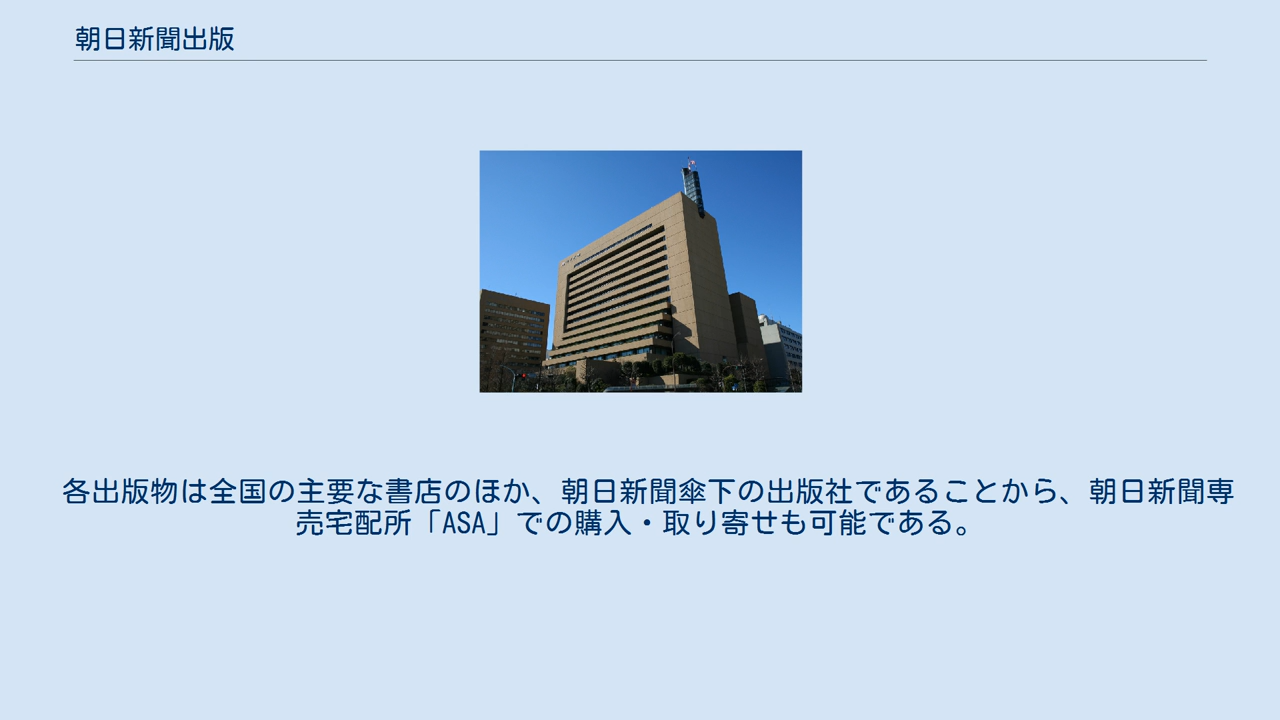 朝日新聞出版
各出版物は全国の主要な書店のほか、朝日新聞傘下の出版社であることから、朝日新聞専
売宅配所「ASA」での購入・取り寄せも可能である。